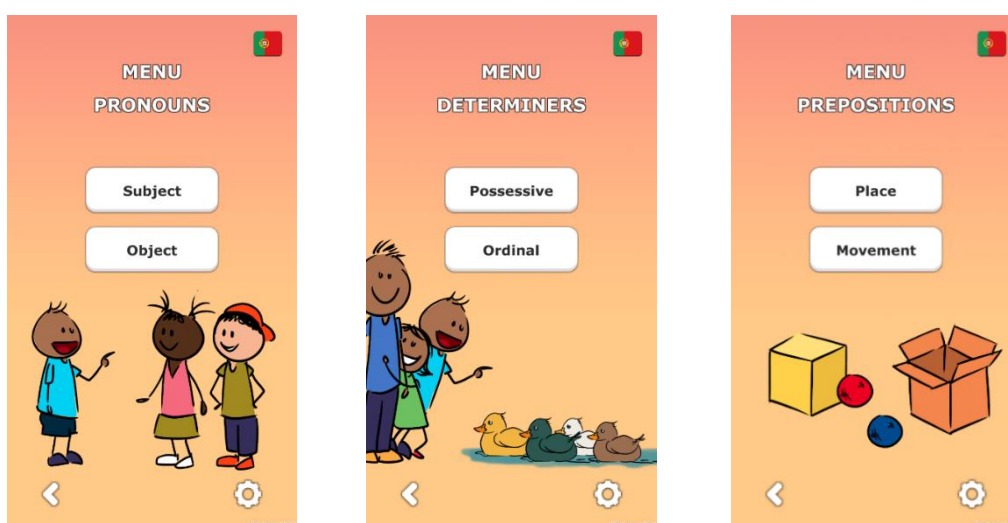 MENU
PRONOUNS
Subject
Object
MENU
DETERMINERS
Possessive
Ordinal
MENU
PREPOSITIONS
Place
Movement